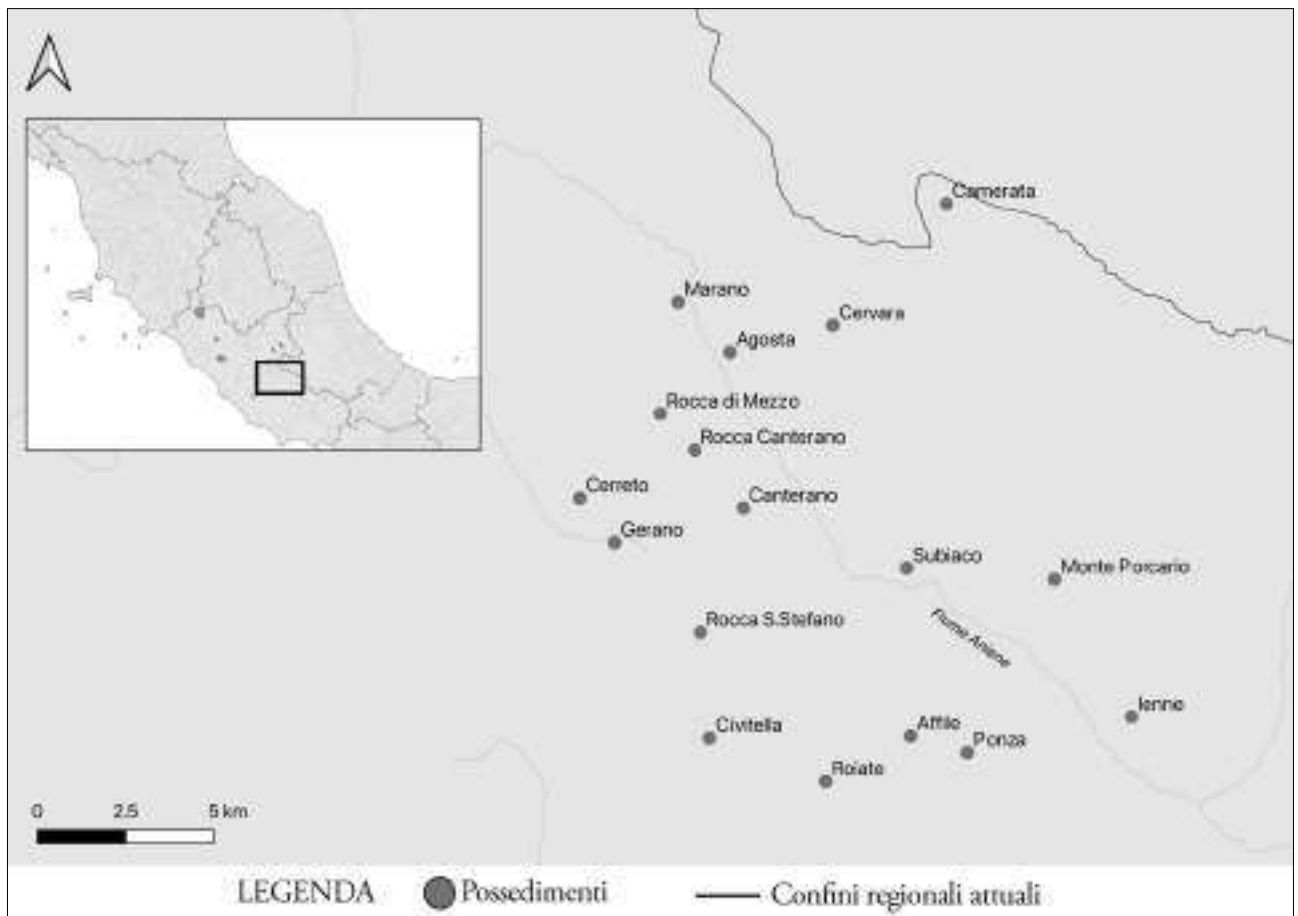 Camerata
Marano
Cervara
Agosta
Rocca di Mezzo
Rocca Canterano
Cerreto
Canterano
Gerano
Subiaco
Monte Porcario
Rocca S.Stefano
Fiume Aniene
Ienne
Civitella
Affile
Ponza
Roiate
0 2.5 5 km
LEGENDA Possedimenti Confini regionali attuali